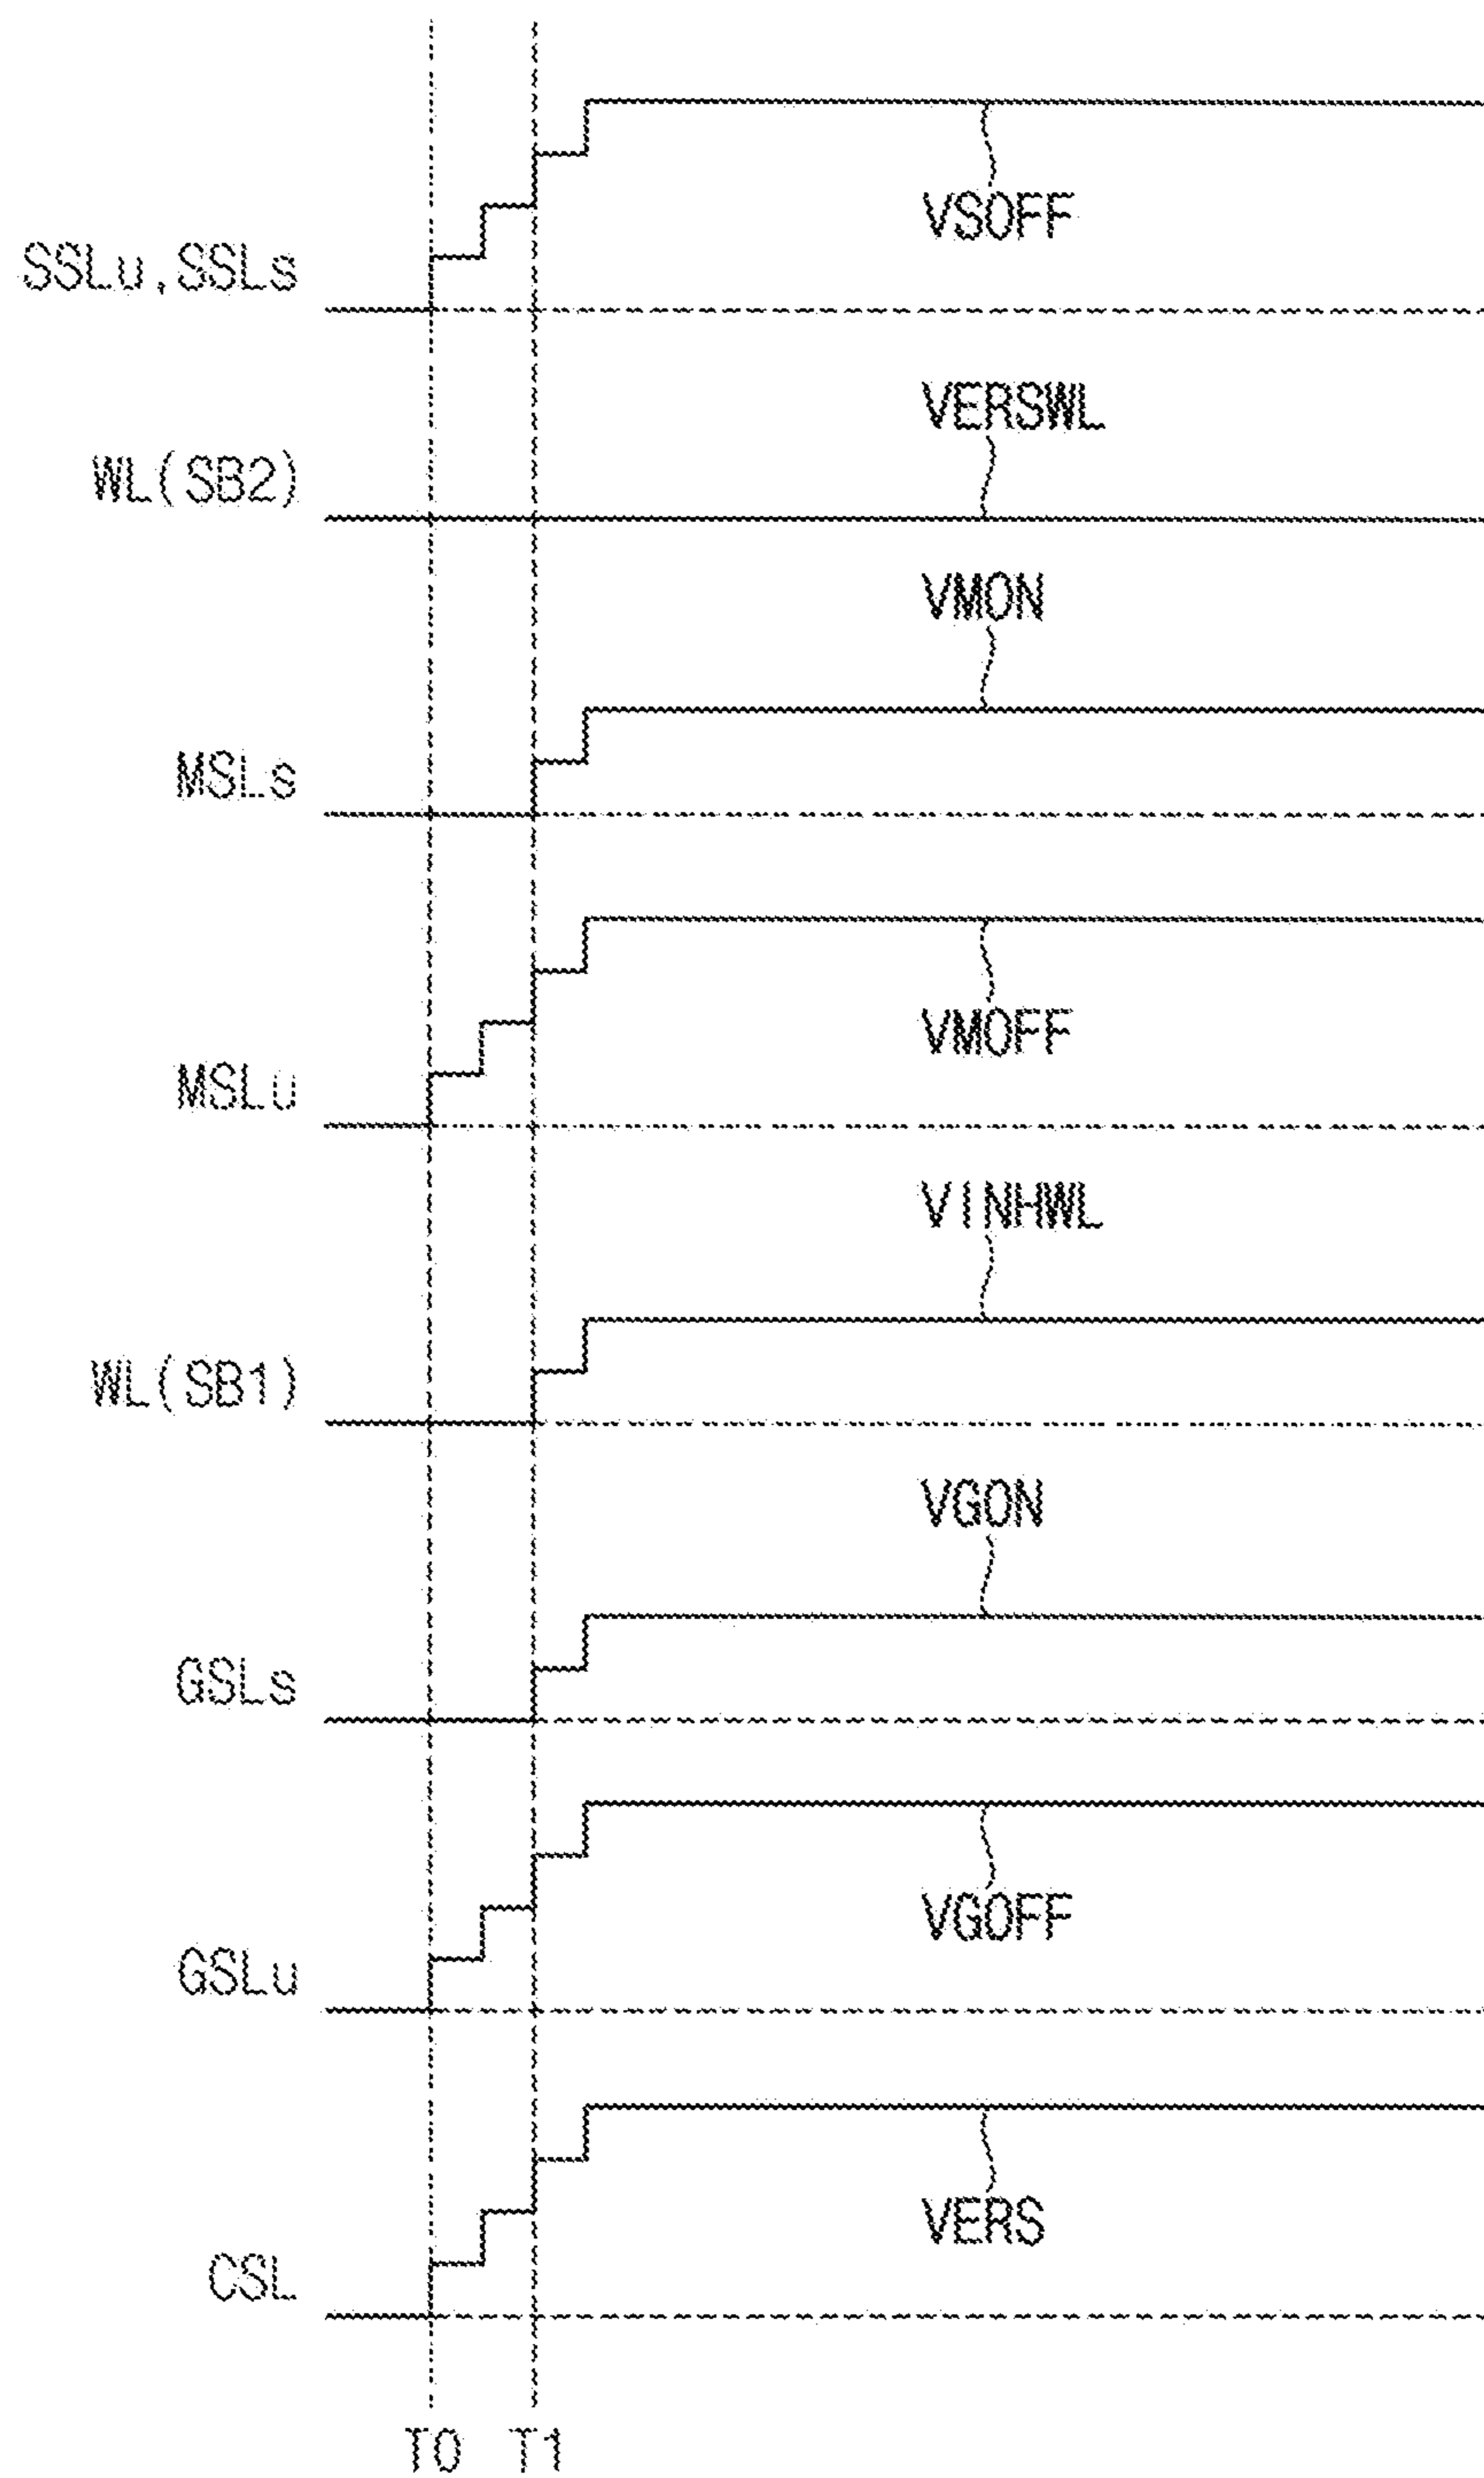 VSOFF
SSLu,SSLs
VERSWL
WL(SB2)
VMON
MSLs
VMOFF
MSLu
VINHWL
WL(SB1)
VGON
GSLs
VGOFF
GSLu
VERS
CSL
T0 T1